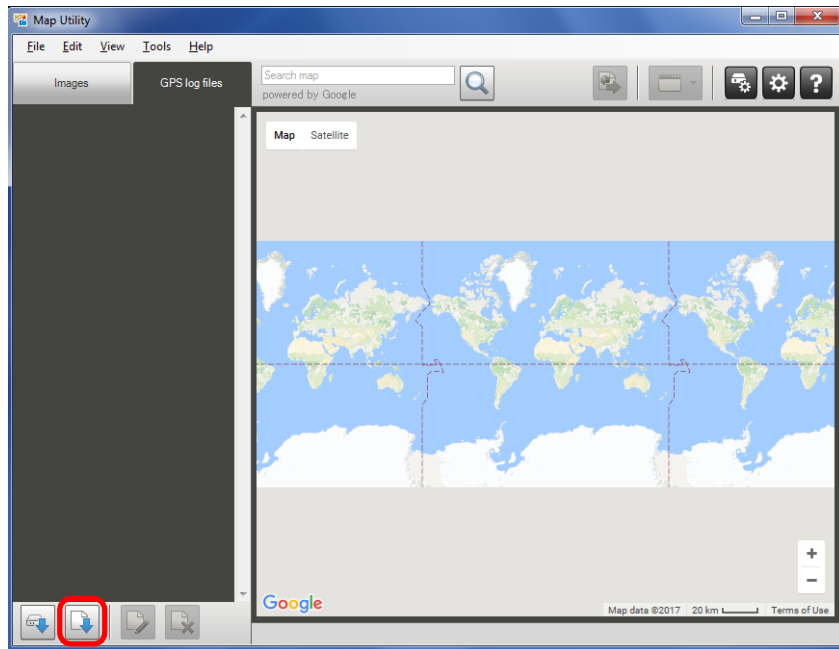 Map Utility
File Edit View Tools Help
Images GPS log files
Search map
powered by Google
?
Map Satellite
+
−
Google
Map data ©2017 20 km Terms of Use